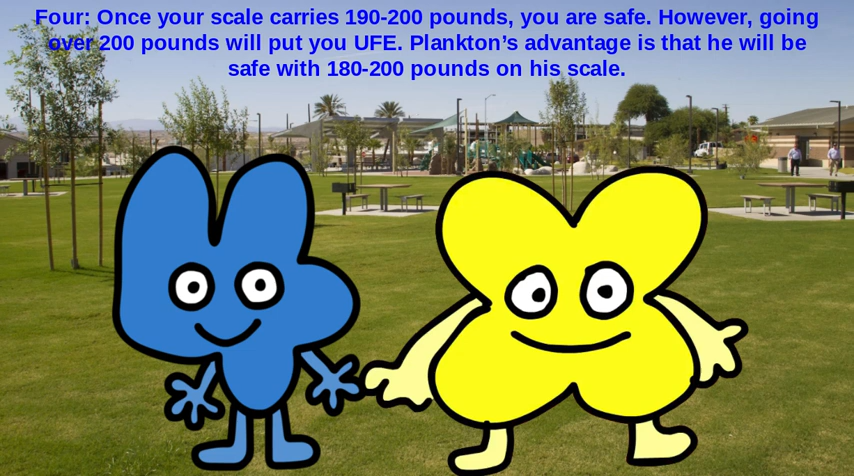 Four: Once your scale carries 190-200 pounds, you are safe. However, going
over 200 pounds will put you UFE. Plankton’s advantage is that he will be
safe with 180-200 pounds on his scale.